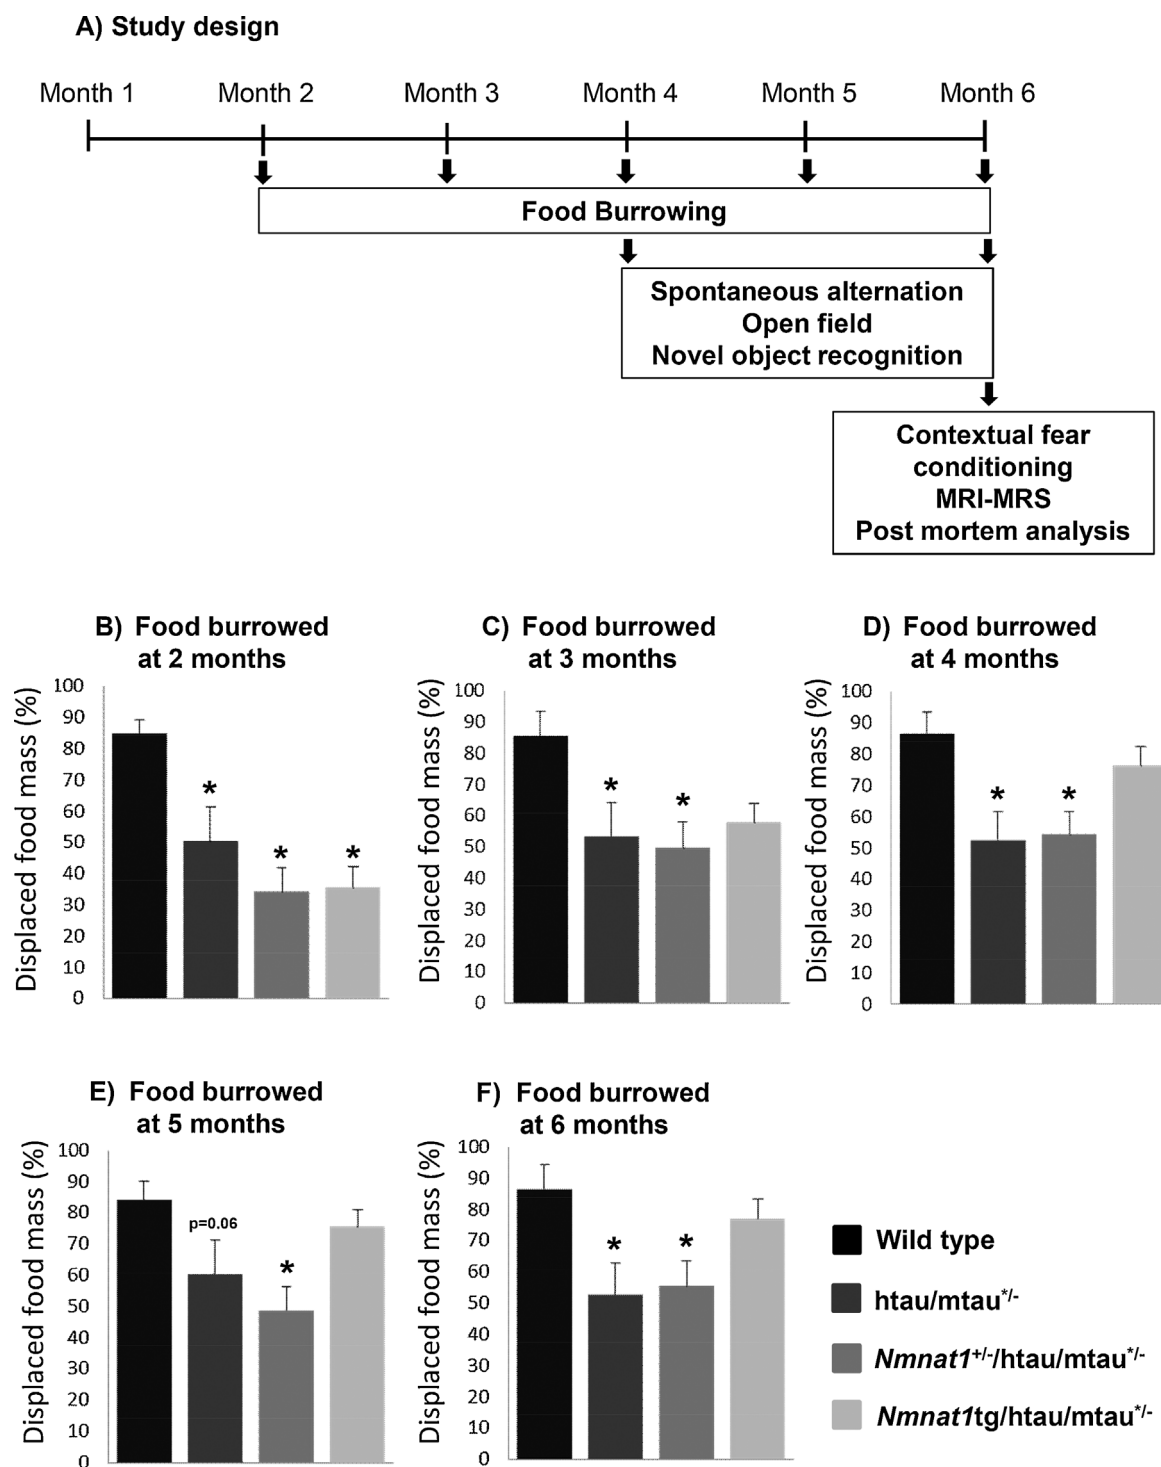 A) Study design
Month 1 Month 2 Month 3 Month 4 Month 5 Month 6
Food Burrowing
Spontaneous alternation
Open field
Novel object recognition
Contextual fear
conditioning
MRI-MRS
Post mortem analysis
B) Food burrowed
at 2 months
Displaced food mass (%)
100
90
80
70
60
50
40
30
20
10
0
*
*
*
C) Food burrowed
at 3 months
Displaced food mass (%)
100
90
80
70
60
50
40
30
20
10
0
*
*
D) Food burrowed
at 4 months
Displaced food mass (%)
100
90
80
70
60
50
40
30
20
10
0
*
*
E) Food burrowed
at 5 months
Displaced food mass (%)
100
90
80
70
60
50
40
30
20
10
0
p=0.06
*
F) Food burrowed
at 6 months
Displaced food mass (%)
100
90
80
70
60
50
40
30
20
10
0
*
*
Wild type
htau/mtau*/-
Nmnat1+/-/htau/mtau*/-
Nmnat1tg/htau/mtau*/-